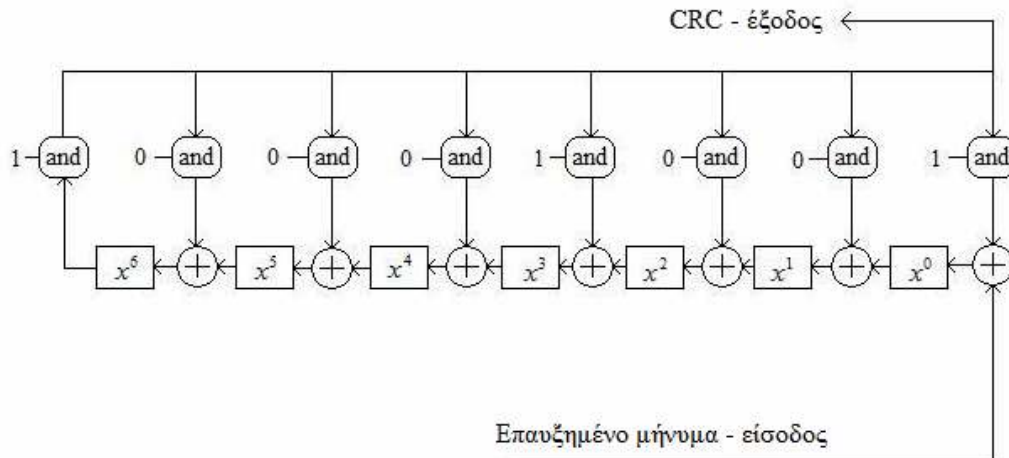 CRC - έξοδος
1 and 0 and 0 and 0 and 1 and 0 and 0 and 1 and
x⁶ + x⁵ + x⁴ + x³ + x² + x¹ + x⁰ +
Επαυξημένο μήνυμα - είσοδος